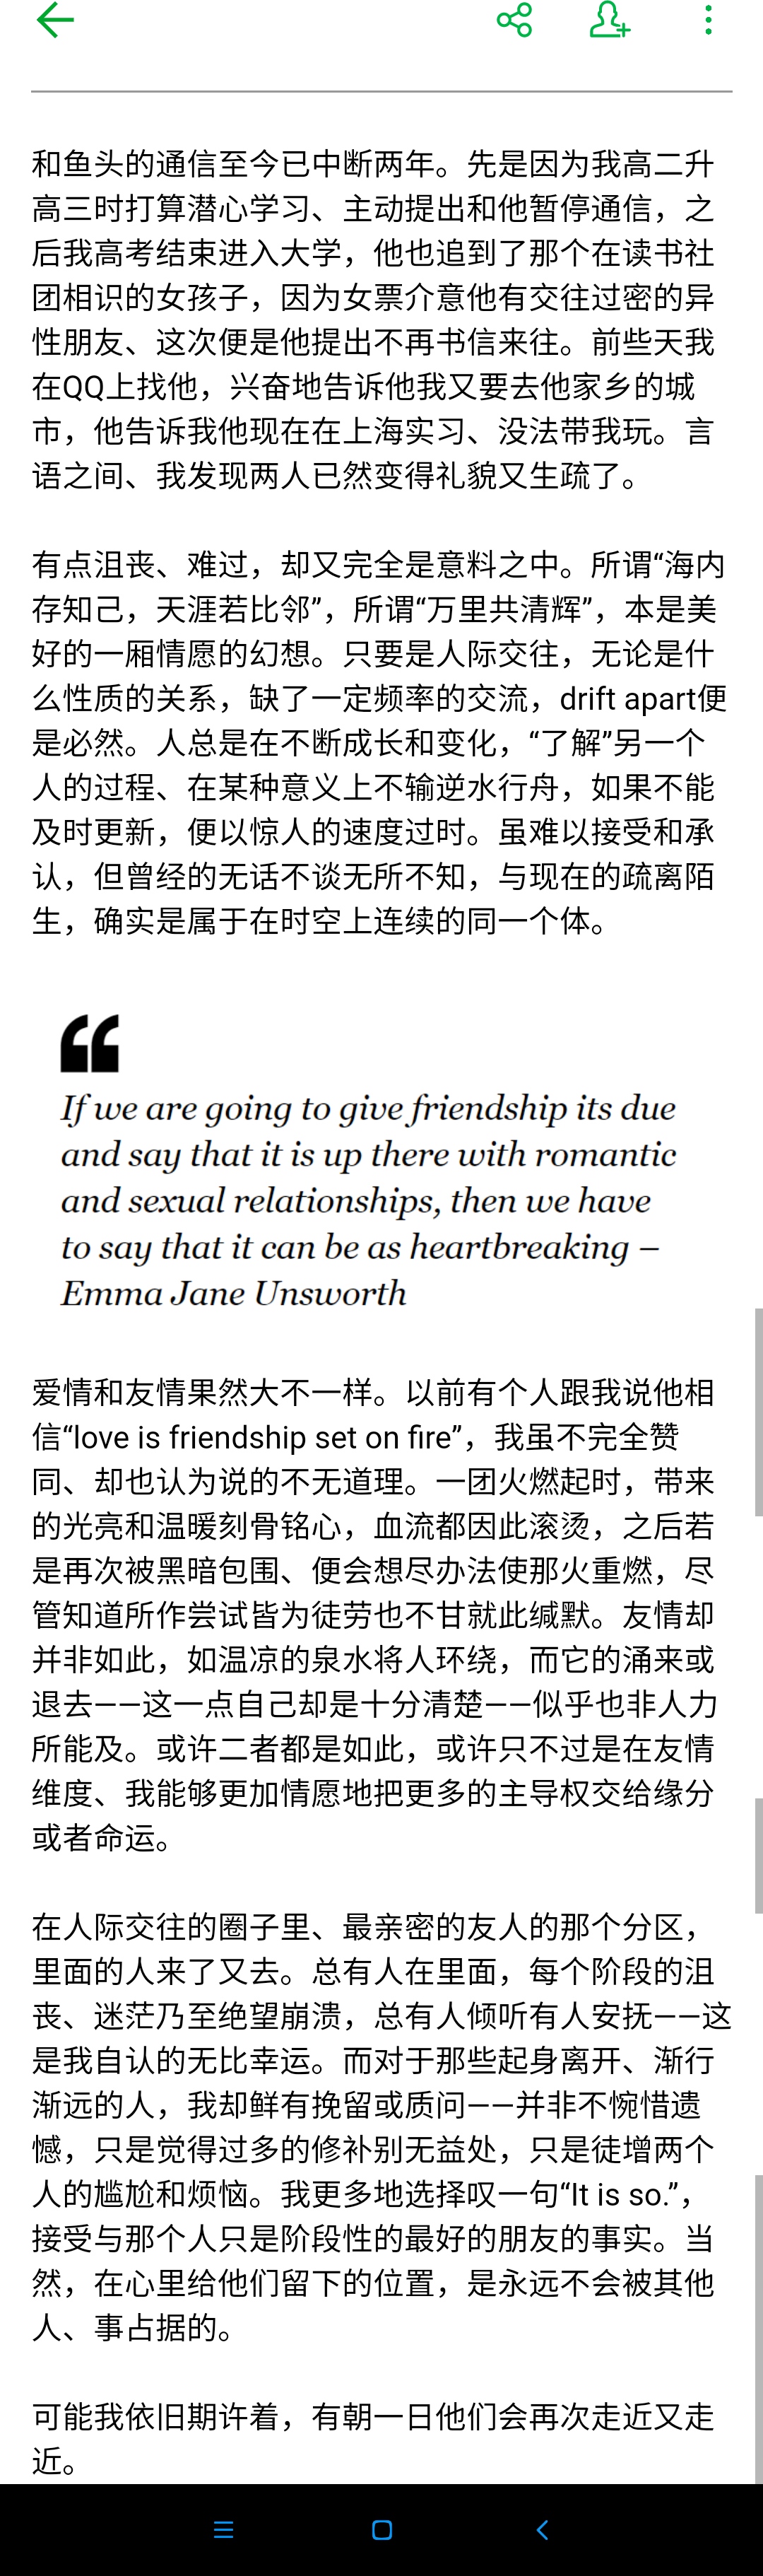 和鱼头的通信至今已中断两年。先是因为我高二升
高三时打算潜心学习、主动提出和他暂停通信，之
后我高考结束进入大学，他也追到了那个在读书社
团相识的女孩子，因为女票介意他有交往过密的异
性朋友、这次便是他提出不再书信来往。前些天我
在QQ上找他，兴奋地告诉他我又要去他家乡的城
市，他告诉我他现在在上海实习、没法带我玩。言
语之间、我发现两人已然变得礼貌又生疏了。
有点沮丧、难过，却又完全是意料之中。所谓“海内
存知己，天涯若比邻”，所谓“万里共清辉”，本是美
好的一厢情愿的幻想。只要是人际交往，无论是什
么性质的关系，缺了一定频率的交流，drift apart便
是必然。人总是在不断成长和变化，“了解”另一个
人的过程、在某种意义上不输逆水行舟，如果不能
及时更新，便以惊人的速度过时。虽难以接受和承
认，但曾经的无话不谈无所不知，与现在的疏离陌
生，确实是属于在时空上连续的同一个体。
“
If we are going to give friendship its due
and say that it is up there with romantic
and sexual relationships, then we have
to say that it can be as heartbreaking –
Emma Jane Unsworth
爱情和友情果然大不一样。以前有个人跟我说他相
信“love is friendship set on fire”，我虽不完全赞
同、却也认为说的不无道理。一团火燃起时，带来
的光亮和温暖刻骨铭心，血流都因此滚烫，之后若
是再次被黑暗包围、便会想尽办法使那火重燃，尽
管知道所作尝试皆为徒劳也不甘就此缄默。友情却
并非如此，如温凉的泉水将人环绕，而它的涌来或
退去——这一点自己却是十分清楚——似乎也非人力
所能及。或许二者都是如此，或许只不过是在友情
维度、我能够更加情愿地把更多的主导权交给缘分
或者命运。
在人际交往的圈子里、最亲密的友人的那个分区，
里面的人来了又去。总有人在里面，每个阶段的沮
丧、迷茫乃至绝望崩溃，总有人倾听有人安抚——这
是我自认的无比幸运。而对于那些起身离开、渐行
渐远的人，我却鲜有挽留或质问——并非不惋惜遗
憾，只是觉得过多的修补别无益处，只是徒增两个
人的尴尬和烦恼。我更多地选择叹一句“It is so.”，
接受与那个人只是阶段性的最好的朋友的事实。当
然，在心里给他们留下的位置，是永远不会被其他
人、事占据的。
可能我依旧期许着，有朝一日他们会再次走近又走
近。